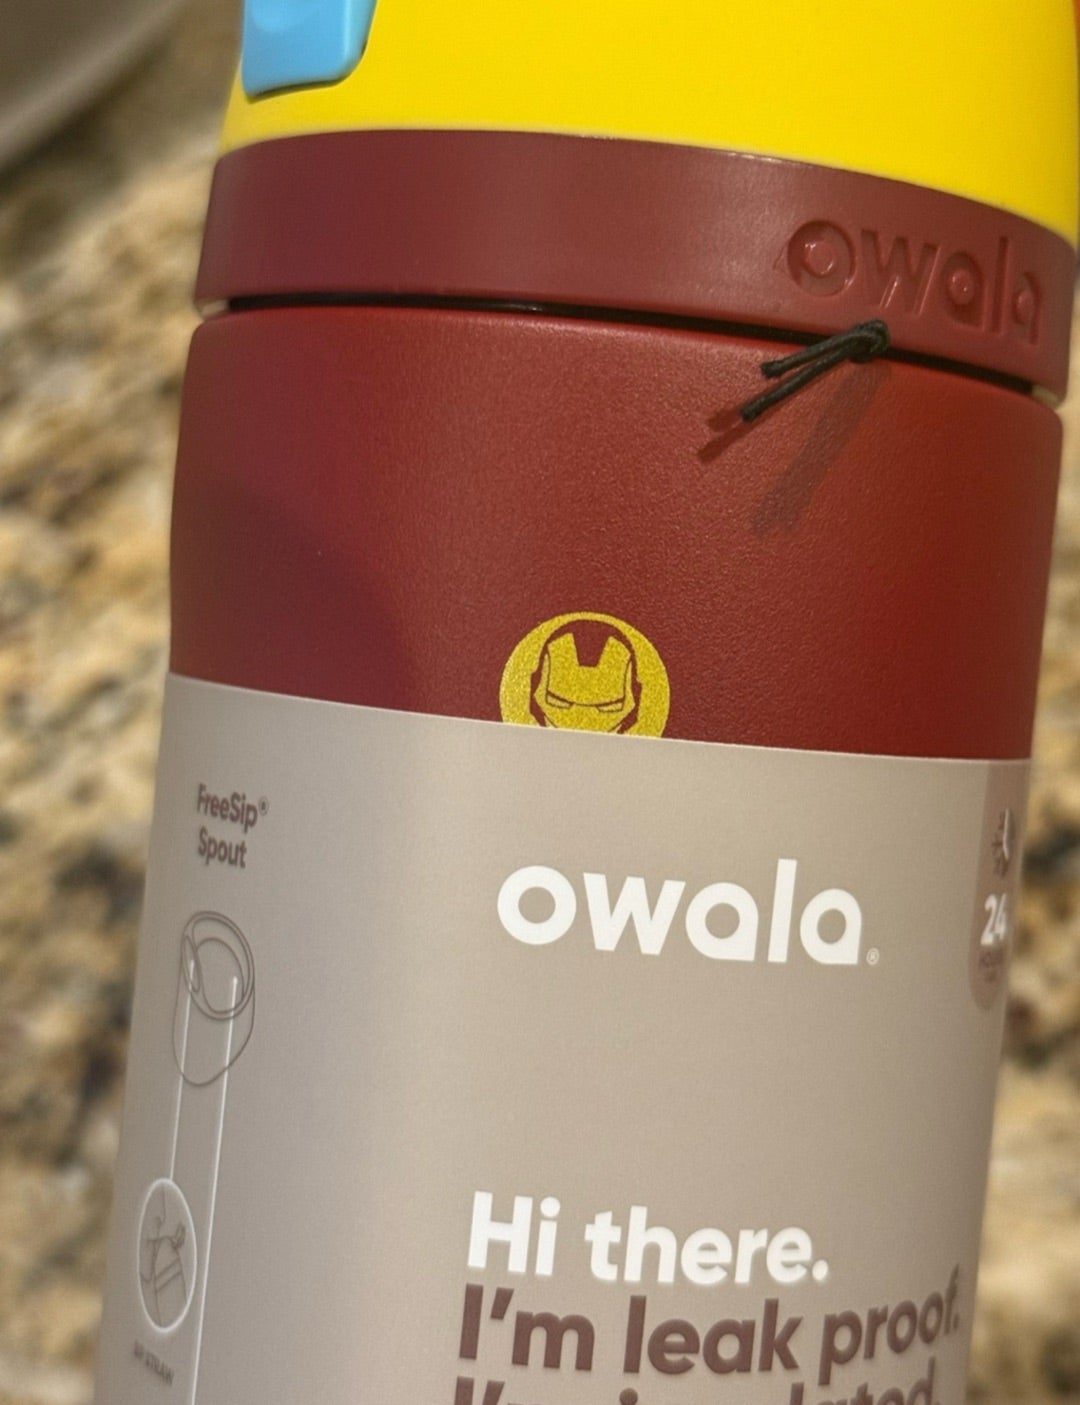 owala
FreeSip®
Spout
owala®
24
Hi there.
I'm leak proof.